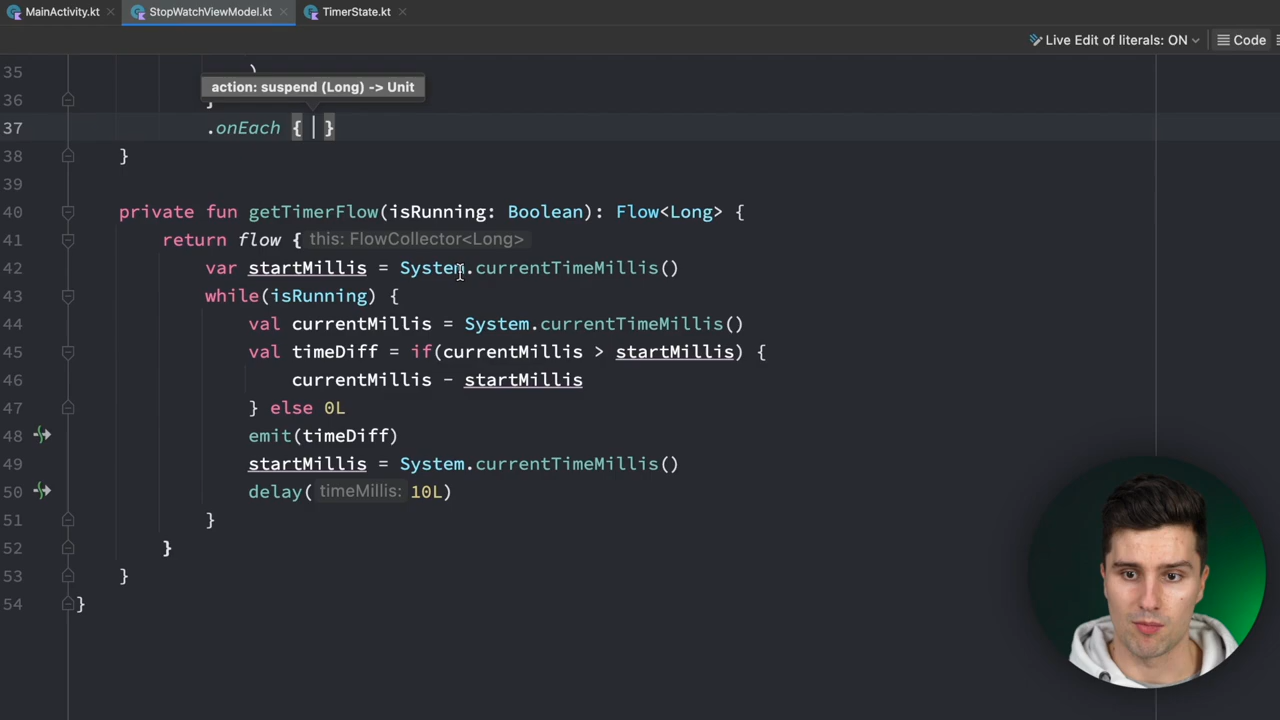 MainActivity.kt
StopWatchViewModel.kt
TimerState.kt
Live Edit of literals: ON
Code
35 )
action: suspend (Long) -> Unit
36 }
37 .onEach { }
38 }
39
40 private fun getTimerFlow(isRunning: Boolean): Flow<Long> {
41 return flow { this: FlowCollector<Long>
42 var startMillis = System.currentTimeMillis()
43 while(isRunning) {
44 val currentMillis = System.currentTimeMillis()
45 val timeDiff = if(currentMillis > startMillis) {
46 currentMillis - startMillis
47 } else 0L
48 emit(timeDiff)
49 startMillis = System.currentTimeMillis()
50 delay( timeMillis: 10L)
51 }
52 }
53 }
54 }